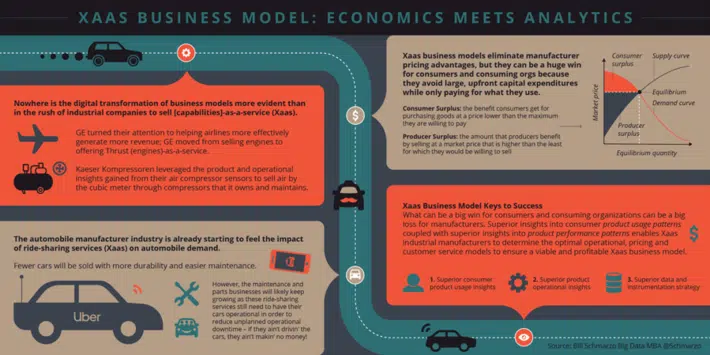 XAAS BUSINESS MODEL: ECONOMICS MEETS ANALYTICS
Nowhere is the digital transformation of business models more evident than
in the rush of industrial companies to sell [capabilities]-as-a-service (Xaas).
GE turned their attention to helping airlines more effectively
generate more revenue; GE moved from selling engines to
offering Thrust (engines)-as-a-service.
Kaeser Kompressoren leveraged the product and operational
insights gained from their air compressor sensors to sell air by
the cubic meter through compressors that it owns and maintains.
The automobile manufacturer industry is already starting to feel the impact
of ride-sharing services (XaaS) on automobile demand.
Fewer cars will be sold with more durability and easier maintenance.
Uber
However, the maintenance and
parts businesses will likely keep
growing as these ride-sharing
services still need to have their
cars operational in order to
reduce unplanned operational
downtime – if they ain't drivin' the
cars, they ain't makin' no money!
$
Xaas business models eliminate manufacturer
pricing advantages, but they can be a huge win
for consumers and consuming orgs because
they avoid large, upfront capital expenditures
while only paying for what they use.
Consumer Surplus: the benefit consumers get for
purchasing goods at a price lower than the maximum
they are willing to pay
Producer Surplus: the amount that producers benefit
by selling at a market price that is higher than the least
for which they would be willing to sell
Consumer
surplus
Supply curve
Equilibrium
Demand curve
Producer
surplus
Market price
Equilibrium quantity
Xaas Business Model Keys to Success
What can be a big win for consumers and consuming organizations can be a big
loss for manufacturers. Superior insights into consumer product usage patterns
coupled with superior insights into product performance patterns enables Xaas
industrial manufacturers to determine the optimal operational, pricing and
customer service models to ensure a viable and profitable Xaas business model.
$
1. Superior consumer
product usage insights
2. Superior product
operational insights
3. Superior data and
instrumentation strategy
Source: Bill Schmarzo Big Data MBA @Schmarzo